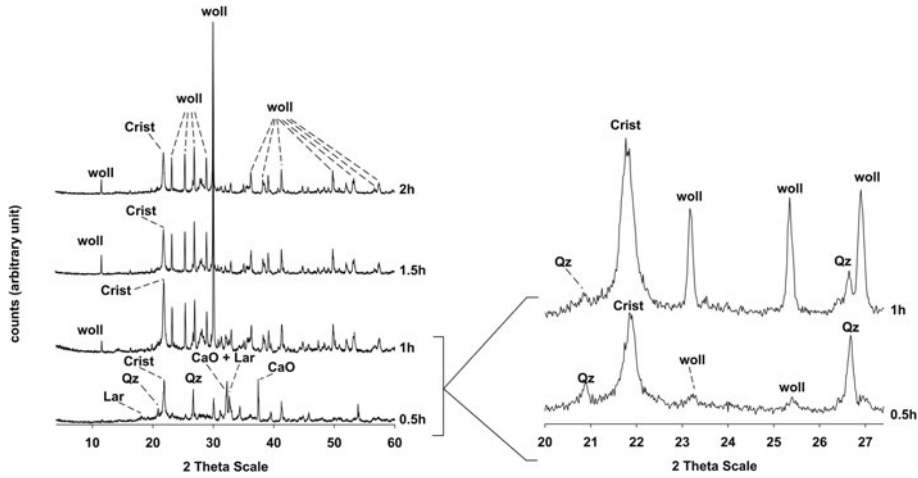 woll
woll
woll
Crist
woll
2h
Crist
woll
1.5h
Crist
woll
1h
CaO + Lar
Crist
CaO
Qz
Qz
Lar
0.5h
10 20 30 40 50 60
2 Theta Scale
counts (arbitrary unit)
Crist
woll
woll
woll
Qz
Qz
1h
Crist
Qz
Qz
woll
woll
0.5h
20 21 22 23 24 25 26 27
2 Theta Scale